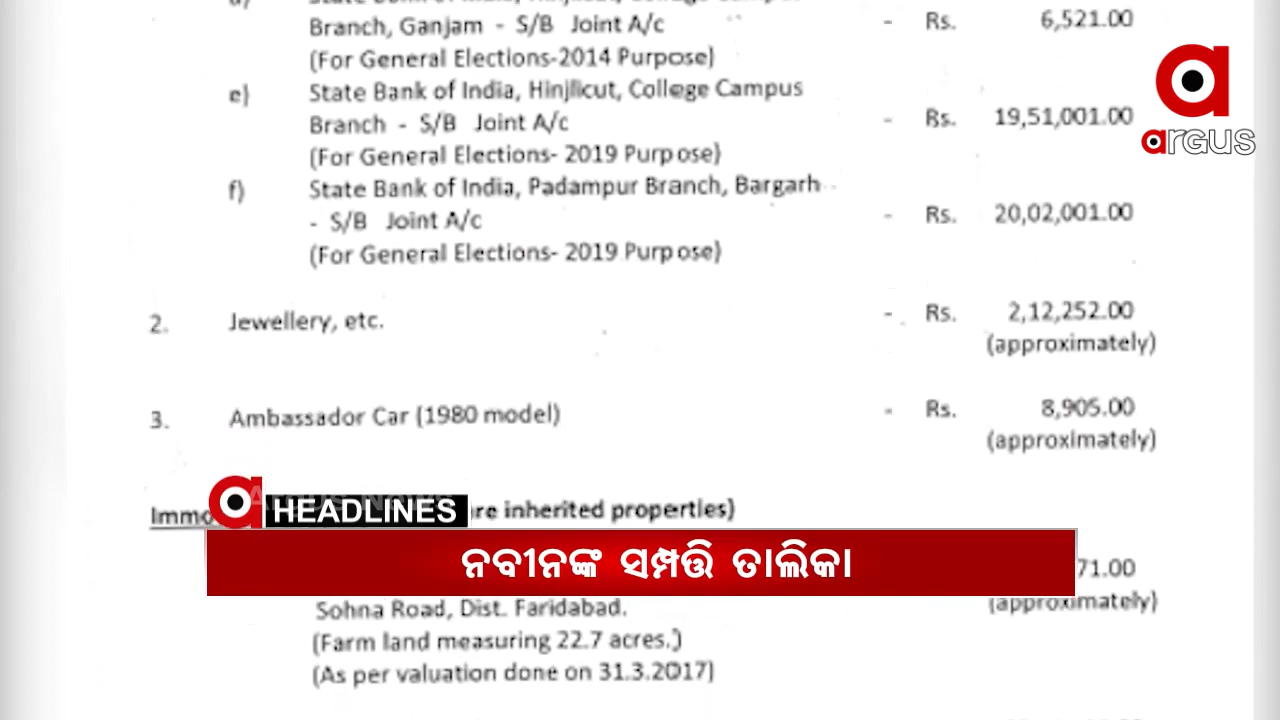 Branch, Ganjam - S/B Joint A/c - Rs. 6,521.00
(For General Elections-2014 Purpose)
e) State Bank of India, Hinjlicut, College Campus
Branch - S/B Joint A/c - Rs. 19,51,001.00
(For General Elections- 2019 Purpose)
f) State Bank of India, Padampur Branch, Bargarh
- S/B Joint A/c - Rs. 20,02,001.00
(For General Elections- 2019 Purpose)
2. Jewellery, etc. - Rs. 2,12,252.00
(approximately)
3. Ambassador Car (1980 model) - Rs. 8,905.00
(approximately)
inherited properties)
71.00
(approximately)
Sohna Road, Dist. Faridabad.
(Farm land measuring 22.7 acres.)
(As per valuation done on 31.3.2017)
argus
HEADLINES
ନବୀନଙ୍କ ସମ୍ପତ୍ତି ତାଲିକା